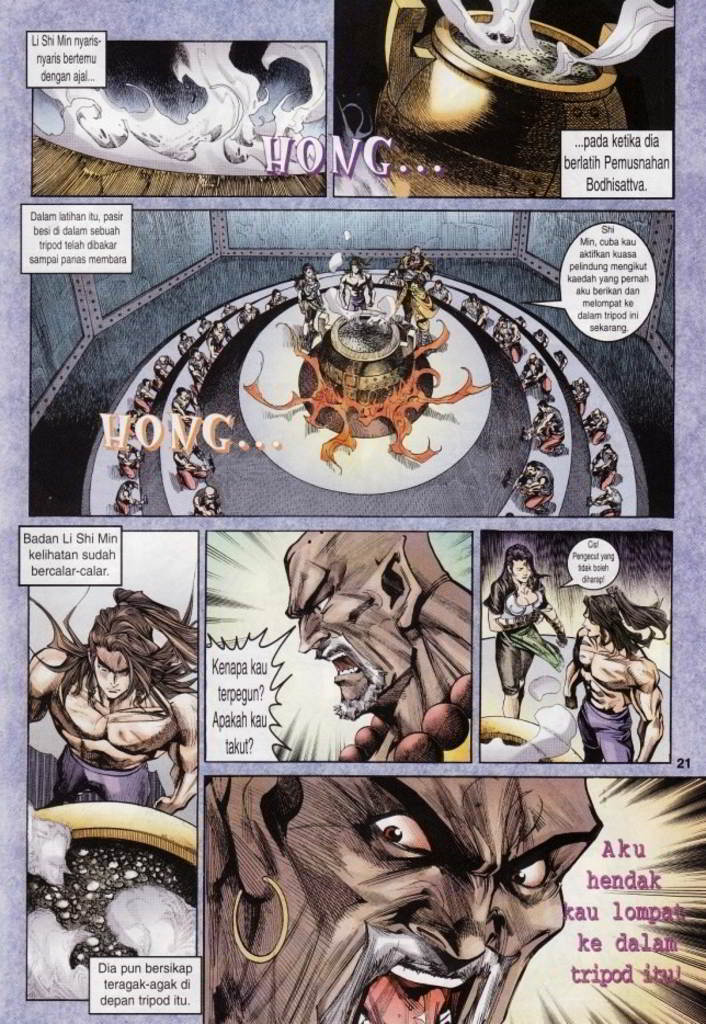 Li Shi Min nyaris-
nyaris bertemu
dengan ajal...
HONG...
...pada ketika dia
berlatih Pemusnahan
Bodhisattva.
Dalam latihan itu, pasir
besi di dalam sebuah
tripod telah dibakar
sampai panas membara
Shi
Min, cuba kau
aktifkan kuasa
pelindung mengikut
kaedah yang pernah
aku berikan dan
melompat ke
dalam tripod
sekarang.
HONG...
Badan Li Shi Min
kelihatan sudah
bercalar-calar.
Kenapa kau
terpegun?
Apakah kau
takut?
Cis!
Pengecut yang
tidak boleh
diharap!
21
Dia pun bersikap
teragak-agak di
depan tripod itu.
Aku
hendak
kau lompat
ke dalam
tripod itu!